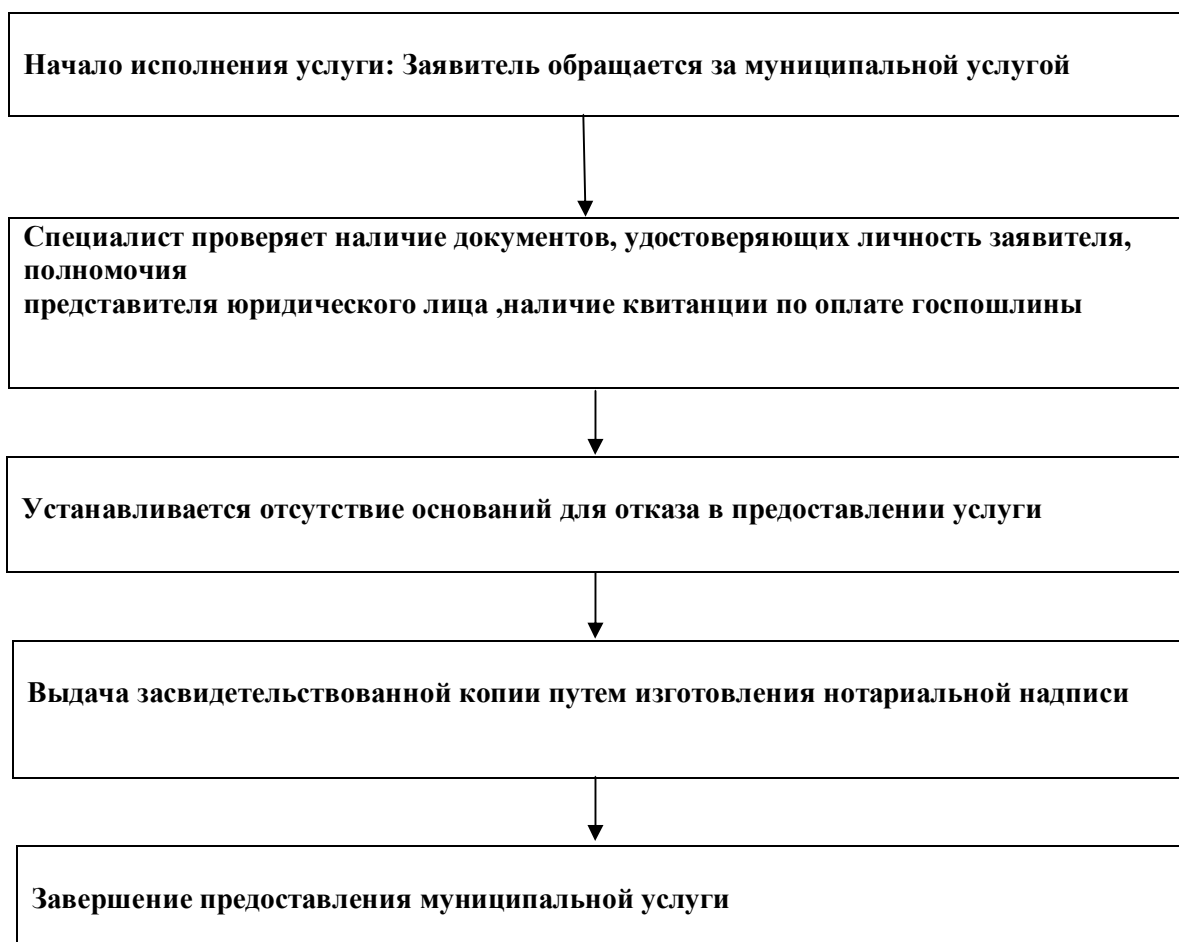 Начало исполнения услуги: Заявитель обращается за муниципальной услугой
Специалист проверяет наличие документов, удостоверяющих личность заявителя,
полномочия
представителя юридического лица ,наличие квитанции по оплате госпошлины
Устанавливается отсутствие оснований для отказа в предоставлении услуги
Выдача засвидетельствованной копии путем изготовления нотариальной надписи
Завершение предоставления муниципальной услуги